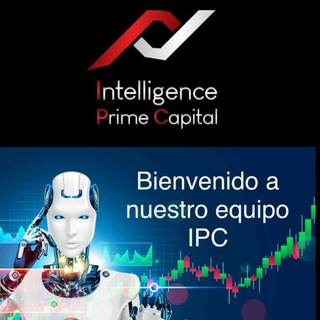 Intelligence
Prime Capital
Bienvenido a
nuestro equipo
IPC